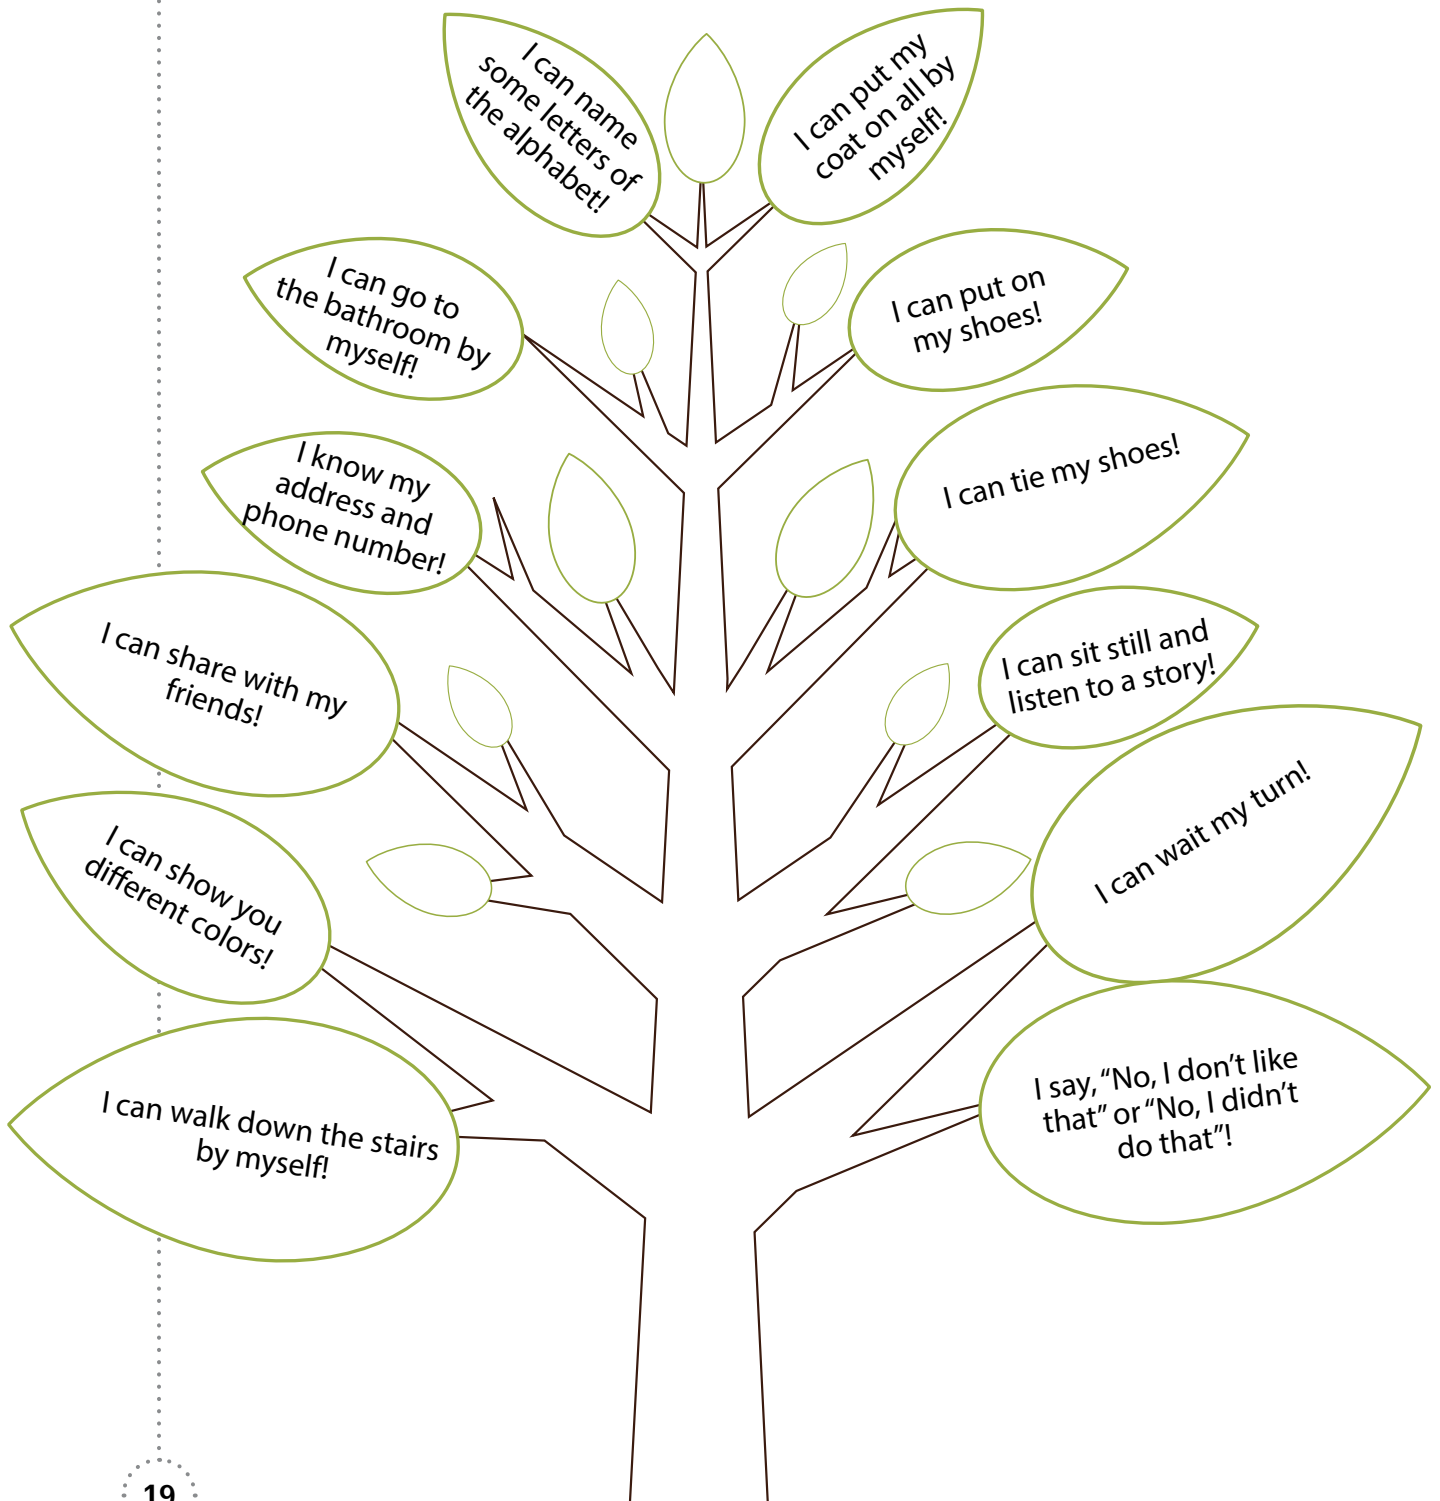 I can name
some letters of
the alphabet!
I can put my
coat on all by
myself!
I can go to
the bathroom by
myself!
I can put on
my shoes!
I know my
address and
phone number!
I can tie my shoes!
I can share with my
friends!
I can sit still and
listen to a story!
I can show you
different colors!
I can wait my turn!
I can walk down the stairs
by myself!
I say, “No, I don’t like
that” or “No, I didn’t
do that”!
19